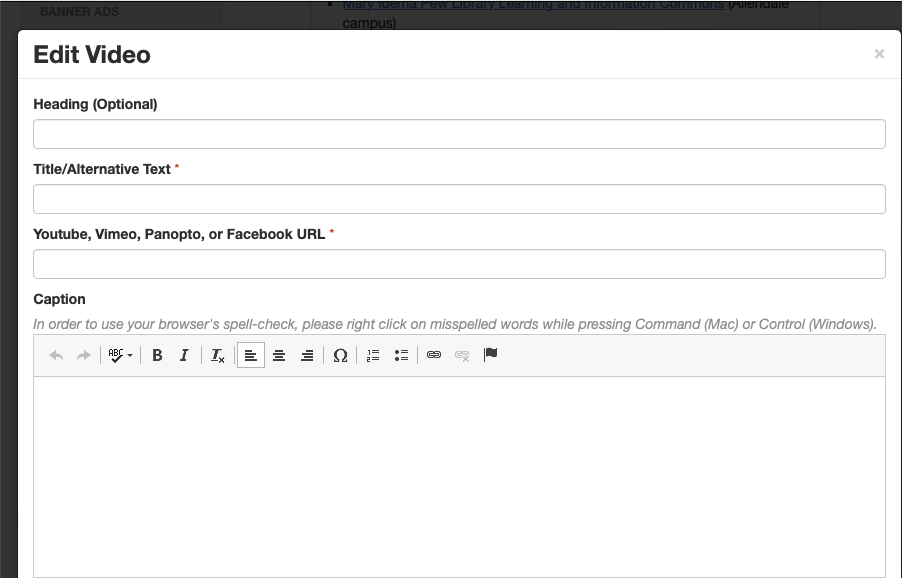 BANNER ADS
Mary Idema Pew Library Learning and Information Commons (Allendale
campus)
Edit Video
×
Heading (Optional)
Title/Alternative Text *
Youtube, Vimeo, Panopto, or Facebook URL *
Caption
In order to use your browser's spell-check, please right click on misspelled words while pressing Command (Mac) or Control (Windows).
ABC B I Ix Ω